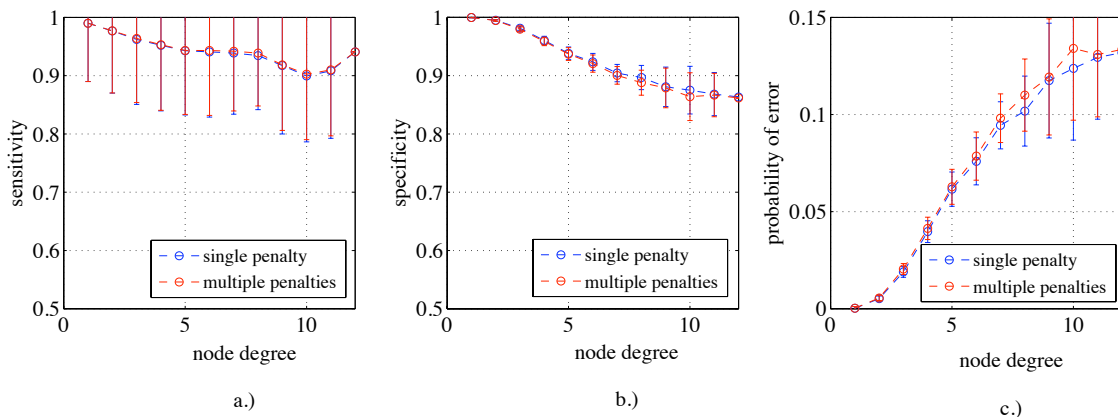 1
0.9
0.8
0.7
0.6
0.5
0
5
10
sensitivity
node degree
single penalty
multiple penalties
a.)
1
0.9
0.8
0.7
0.6
0.5
0
5
10
specificity
node degree
single penalty
multiple penalties
b.)
0.15
0.1
0.05
0
0
5
10
probability of error
node degree
single penalty
multiple penalties
c.)